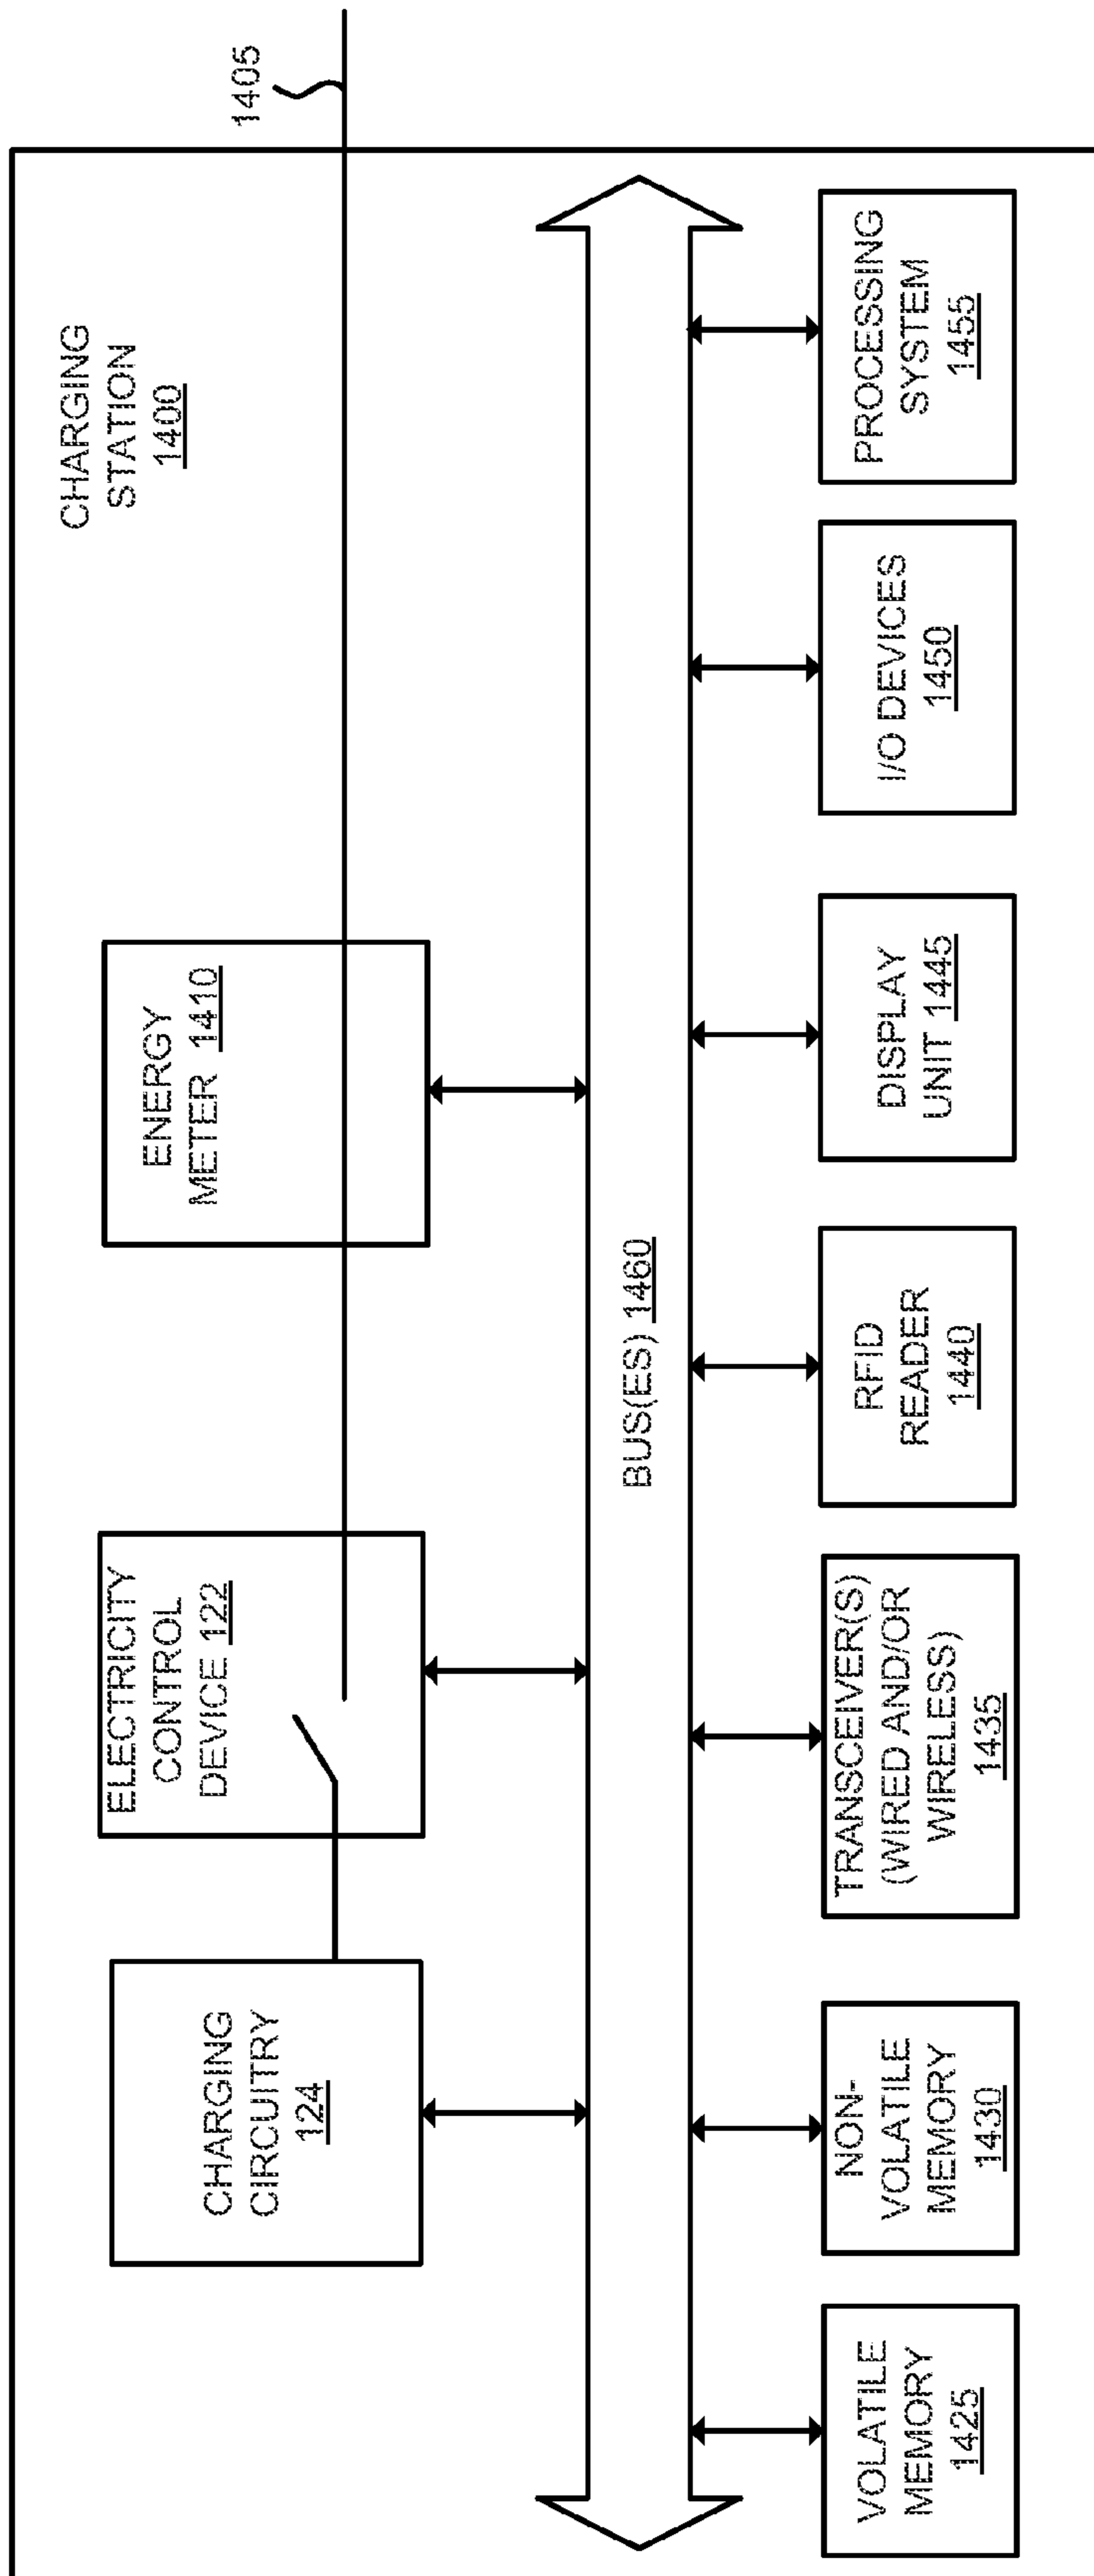 CHARGING
STATION
1400
1405
CHARGING
CIRCUITRY
124
ELECTRICITY
CONTROL
DEVICE 122
ENERGY
METER 1410
BUS(ES) 1460
VOLATILE
MEMORY
1425
NON-
VOLATILE
MEMORY
1430
TRANSCEIVER(S)
(WIRED AND/OR
WIRELESS)
1435
RFID
READER
1440
DISPLAY
UNIT 1445
I/O DEVICES
1450
PROCESSING
SYSTEM
1455